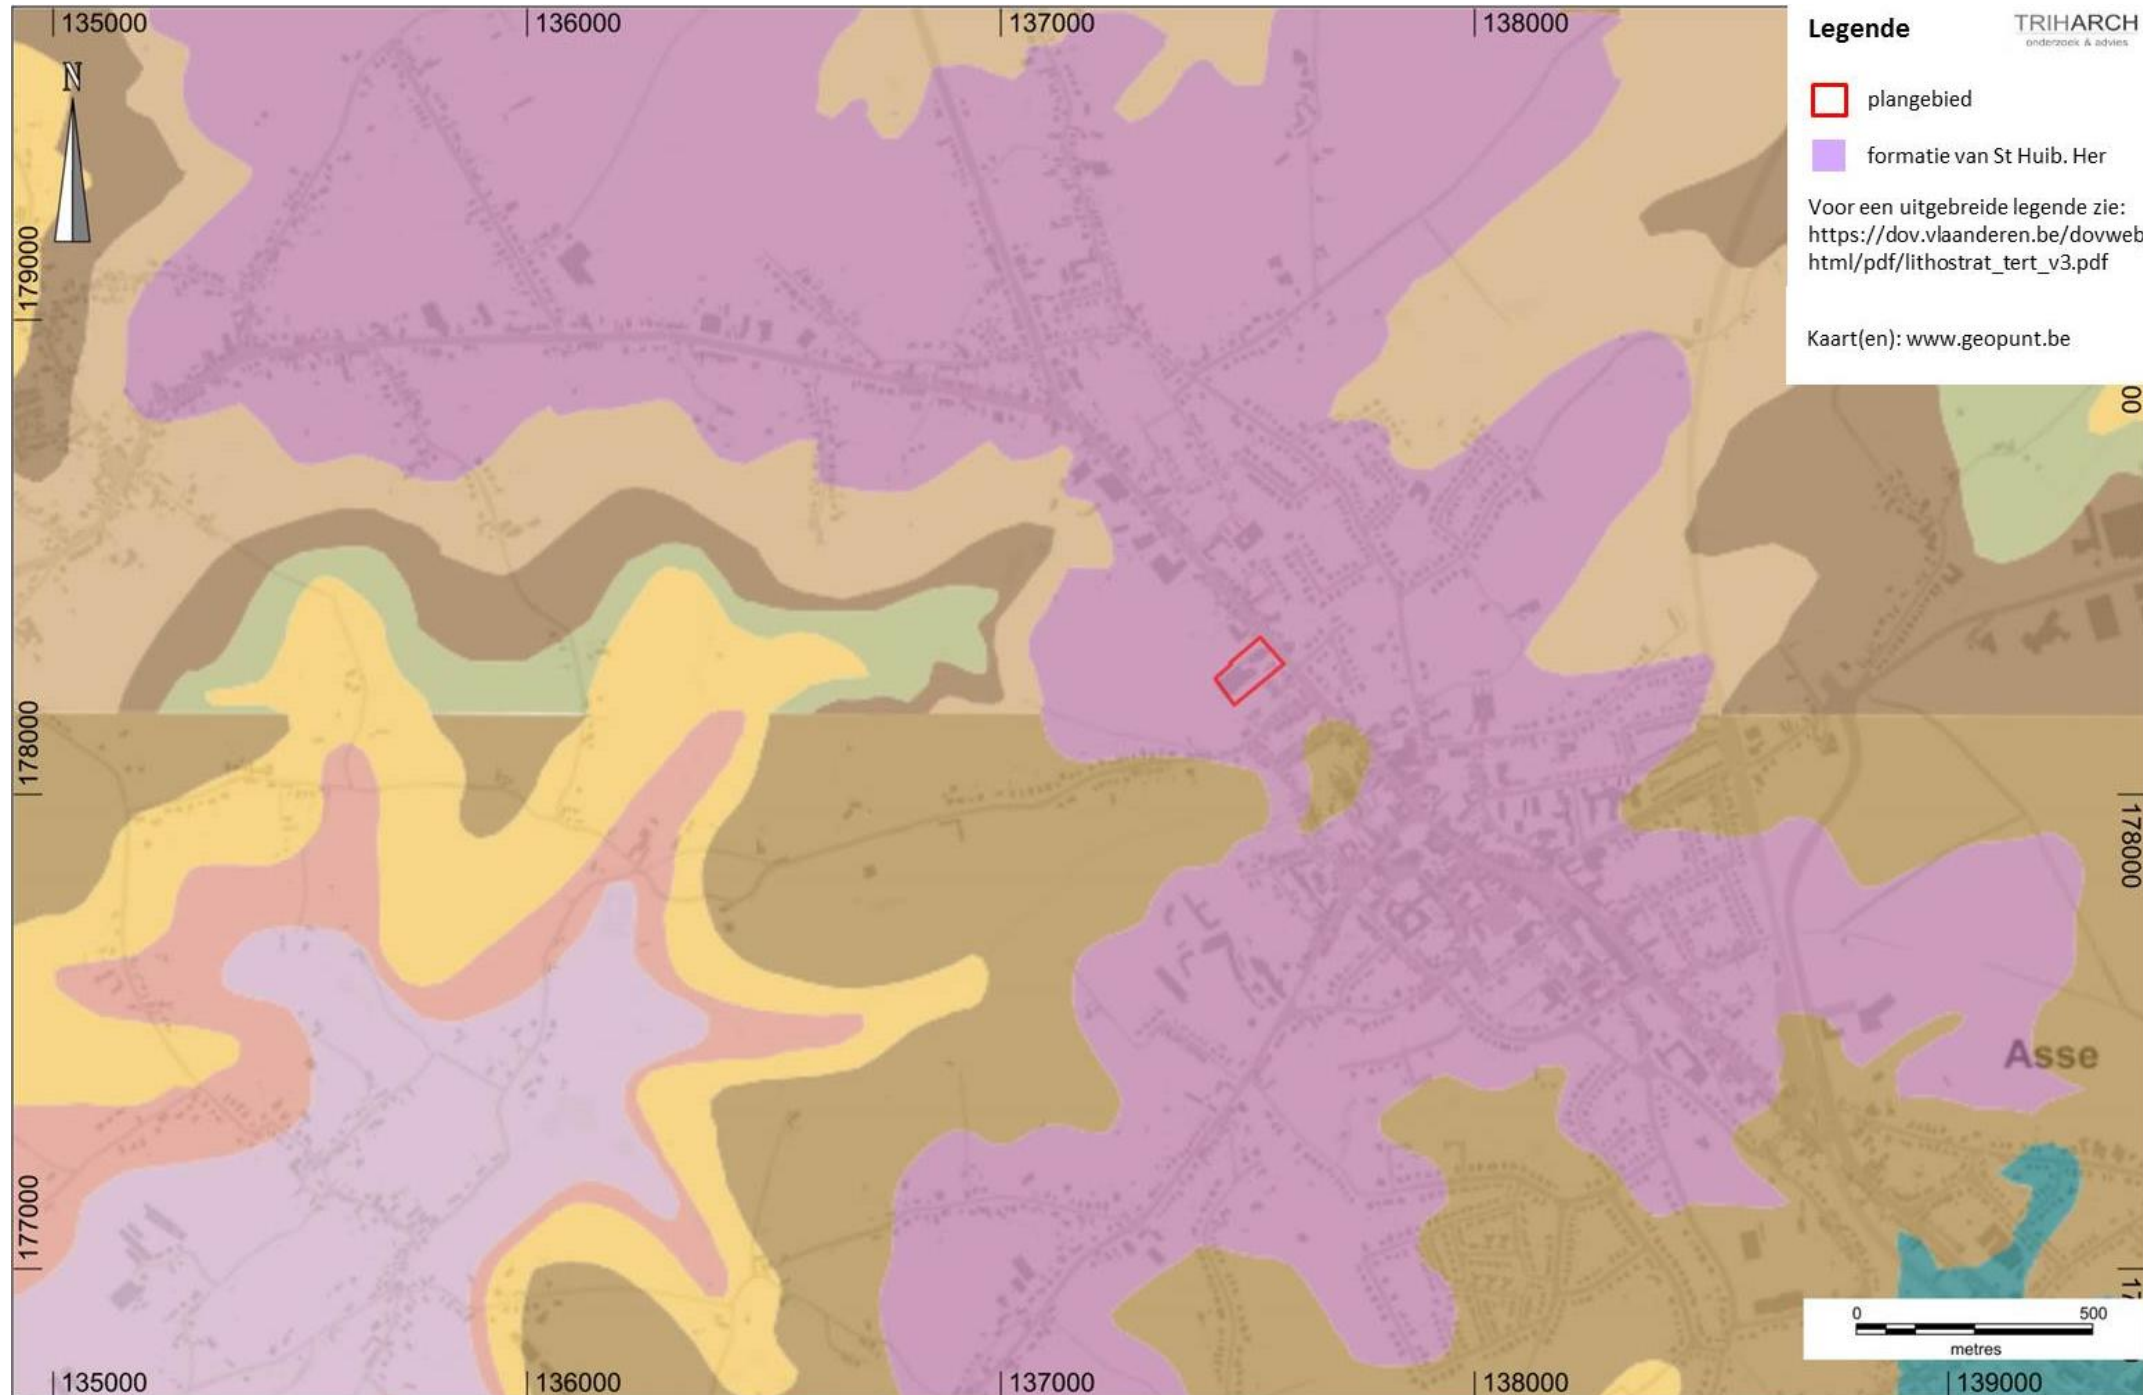 135000
136000
137000
138000
Legende
TRIHARCH
onderzoek & advies
N
plangebied
formatie van St Huib. Her
Voor een uitgebreide legende zie:
https://dov.vlaanderen.be/dovweb
html/pdf/lithostrat_tert_v3.pdf
Kaart(en): www.geopunt.be
179000
00
178000
178000
Asse
177000
17
0
500
metres
135000
136000
137000
138000
139000